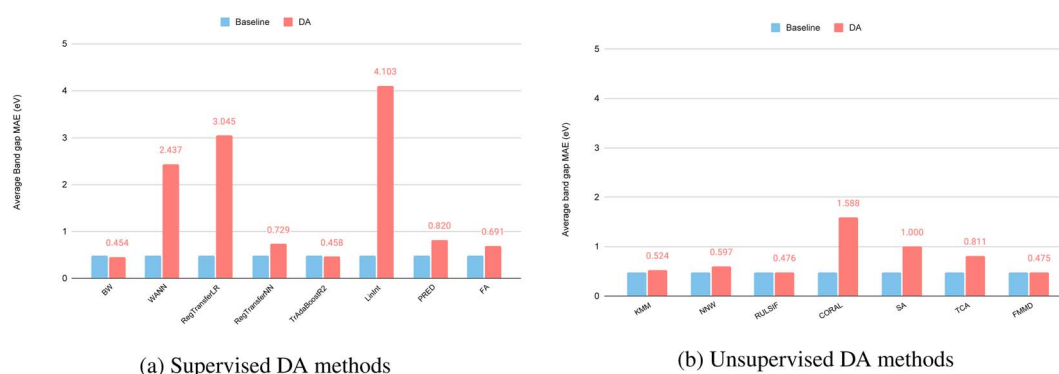 Baseline DA
Average Band gap MAE (eV)
5
4
3
2
1
0
0.454
2.437
3.045
0.729
0.458
4.103
0.820
0.691
BW
WANN
RegTransferLR
RegTransferNN
TrAdaBoostR2
LinInt
PRED
FA
(a) Supervised DA methods
Baseline DA
Average band gap MAE (eV)
5
4
3
2
1
0
0.524
0.597
0.476
1.588
1.000
0.811
0.475
KMM
NNW
RULSIF
CORAL
SA
TCA
FMMD
(b) Unsupervised DA methods